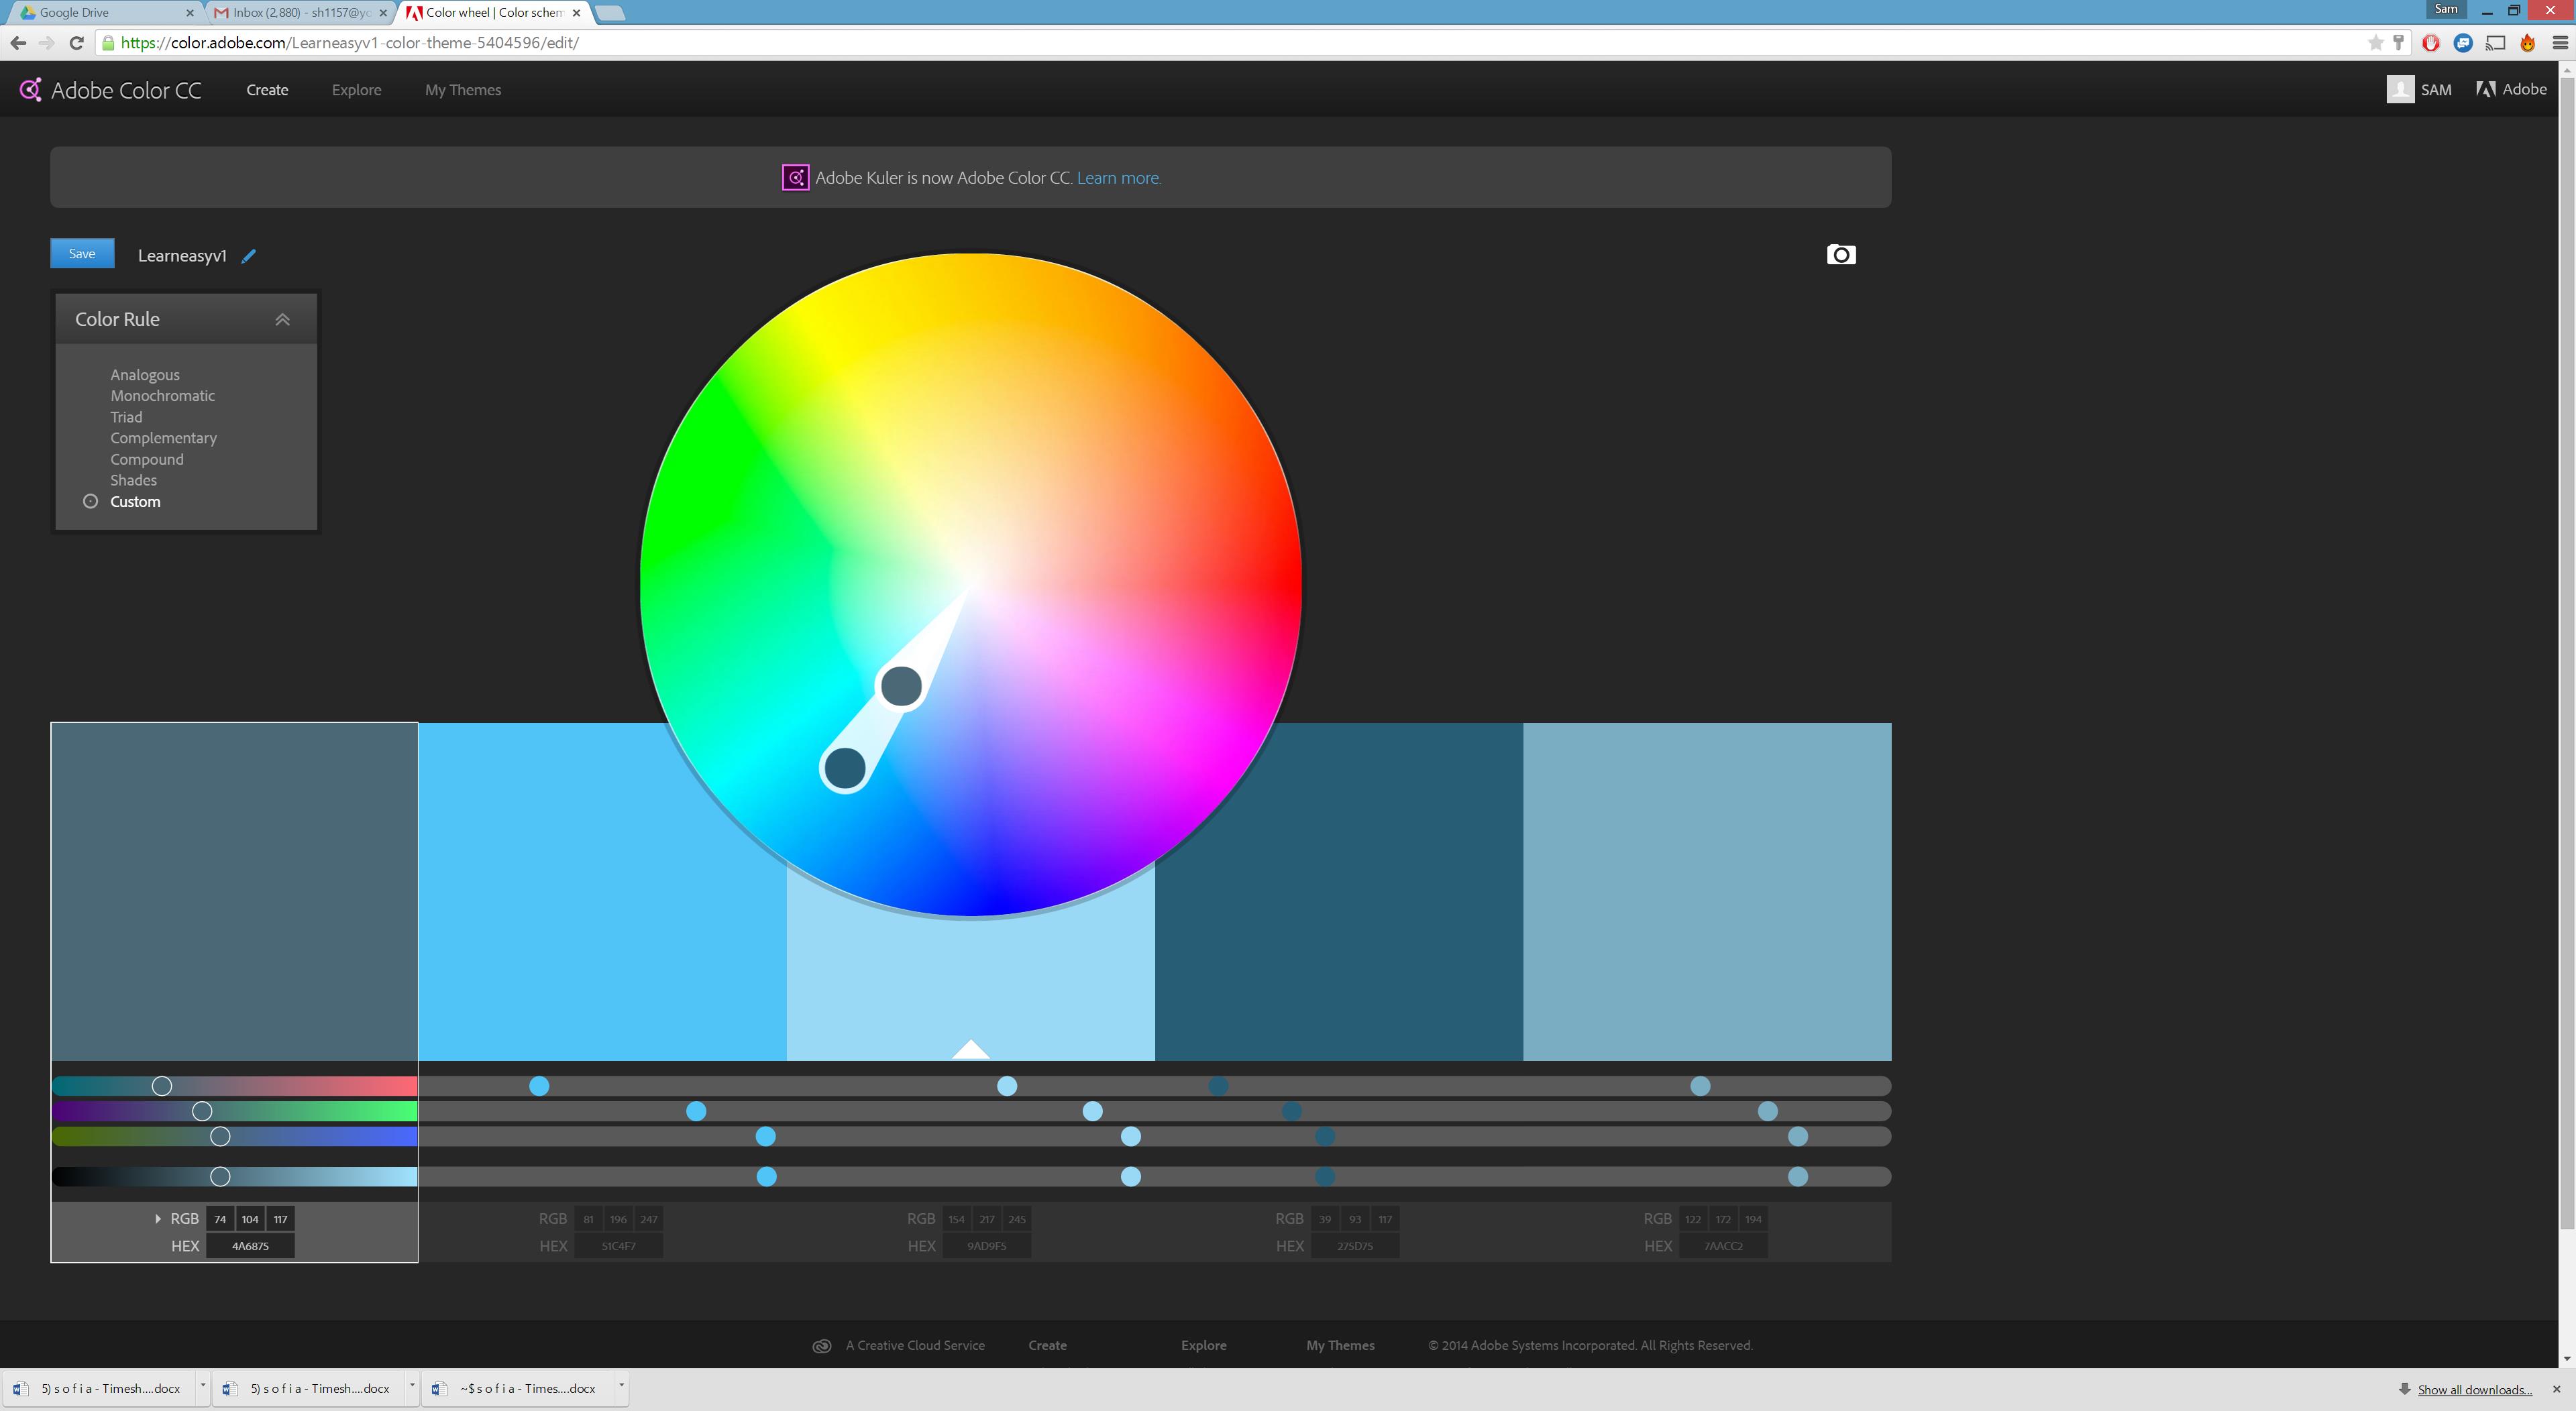 Google Drive
Inbox (2,880) - sh1157@yo
Color wheel | Color schem
Sam
https://color.adobe.com/Learneasyv1-color-theme-5404596/edit/
Adobe Color CC
Create
Explore
My Themes
SAM
Adobe
Adobe Kuler is now Adobe Color CC. Learn more.
Save
Learneasyv1
Color Rule
Analogous
Monochromatic
Triad
Complementary
Compound
Shades
Custom
RGB 74 104 117
RGB 81 196 247
RGB 154 217 245
RGB 39 93 117
RGB 122 172 194
HEX 4A6875
HEX 51C4F7
HEX 9AD9F5
HEX 275D75
HEX 7AACC2
A Creative Cloud Service
Create
Explore
My Themes
© 2014 Adobe Systems Incorporated. All Rights Reserved.
5) s o f i a - Timesh....docx
5) s o f i a - Timesh....docx
~$ s o f i a - Times....docx
Show all downloads...